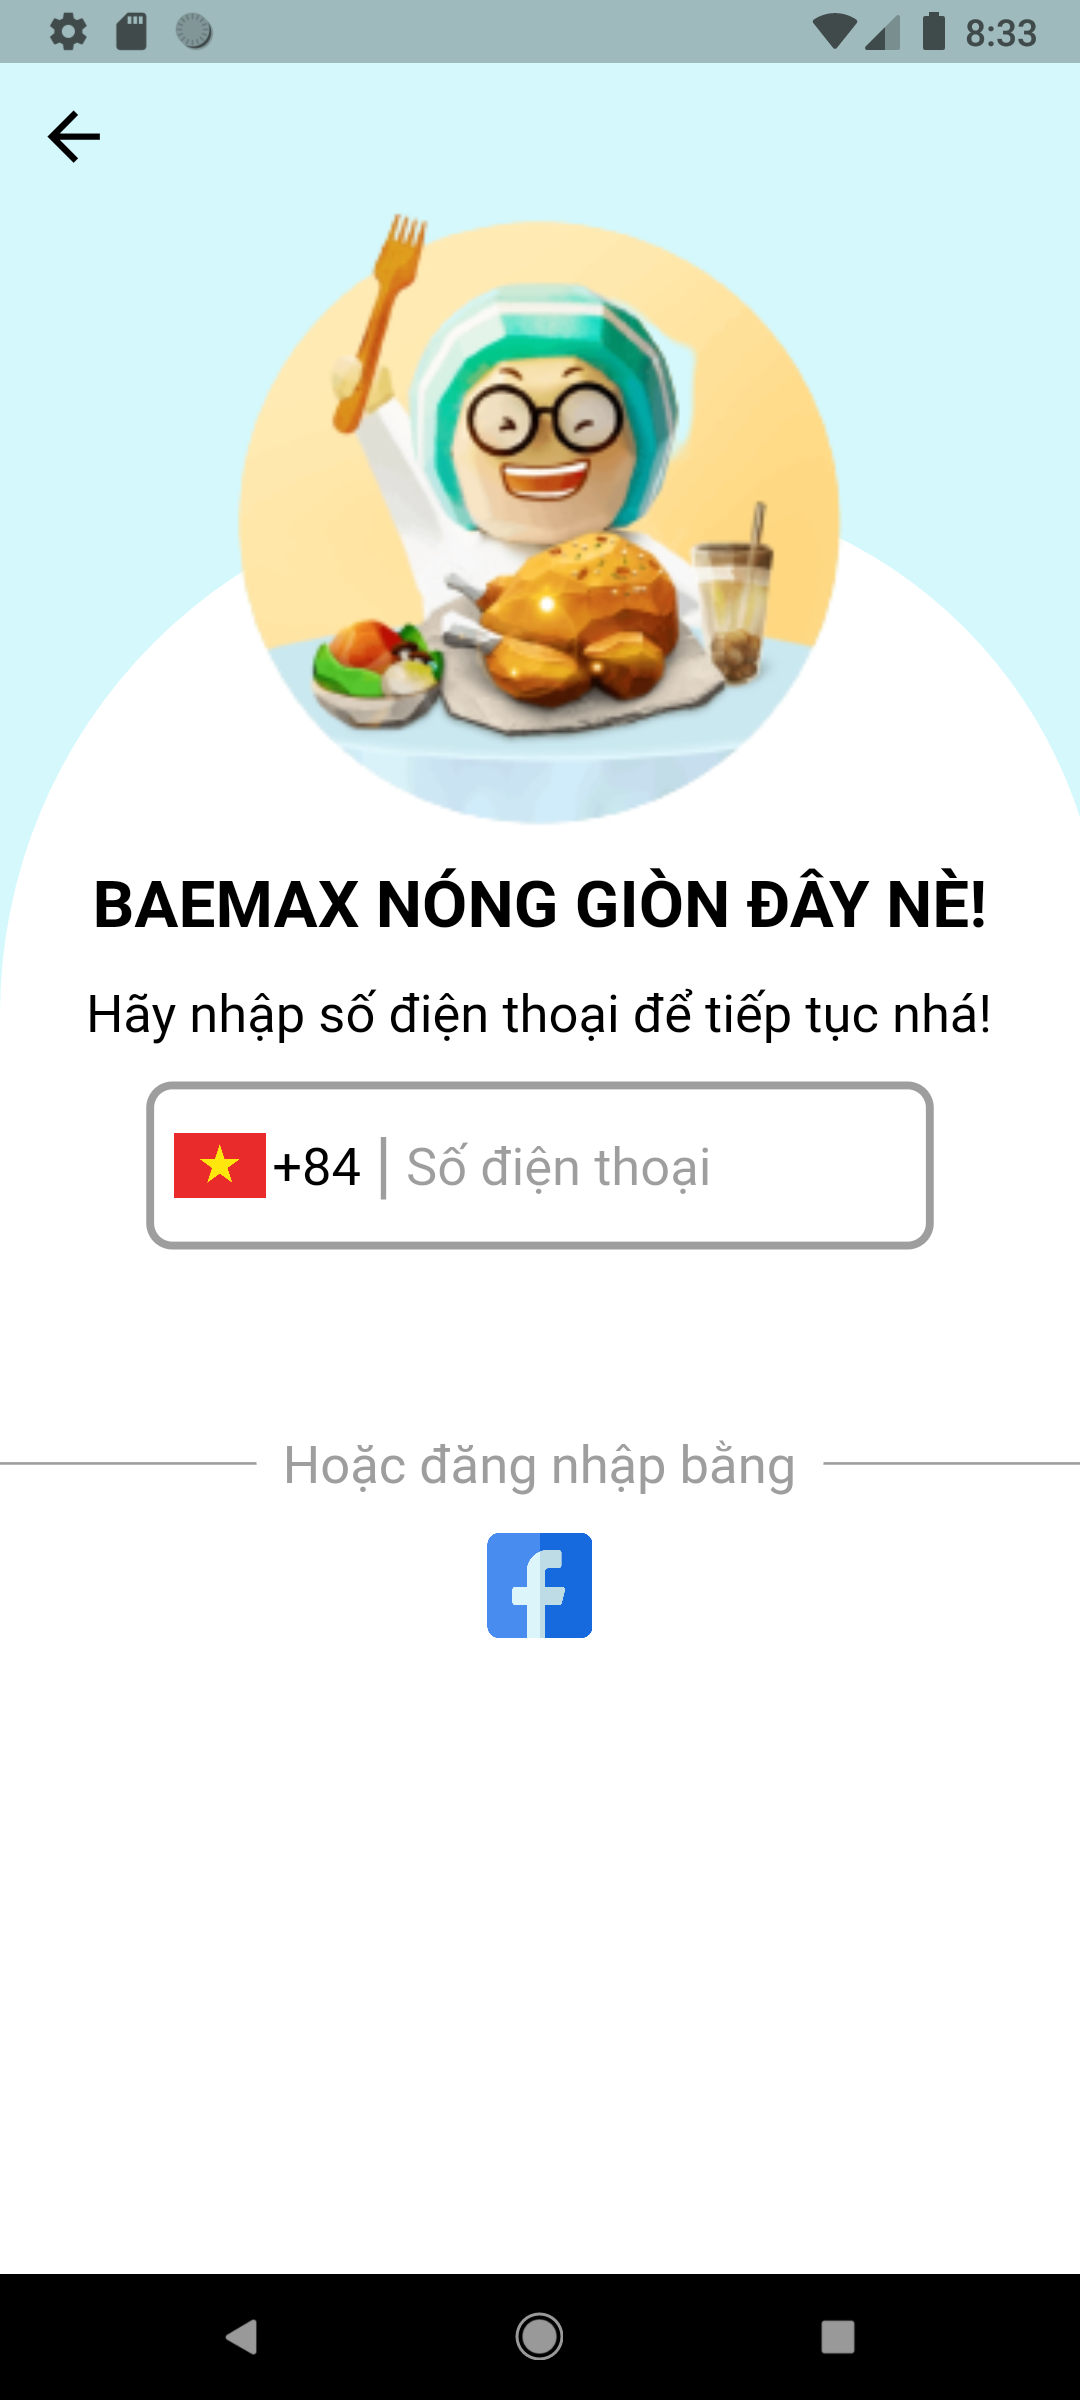 8:33
BAEMAX NÓNG GIÒN ĐÂY NÈ!
Hãy nhập số điện thoại để tiếp tục nhá!
+84 | Số điện thoại
Hoặc đăng nhập bằng